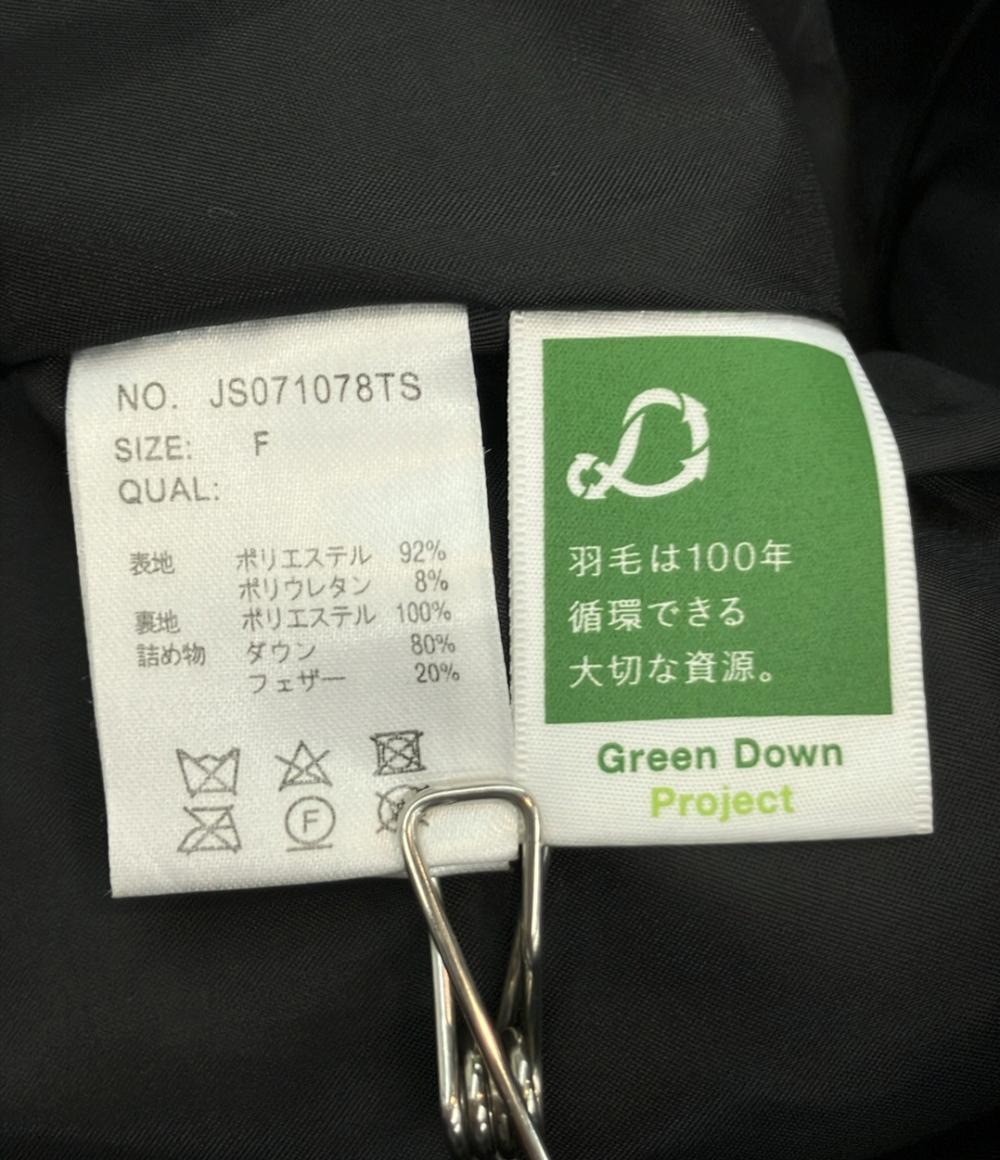 NO. JS071078TS
SIZE: F
QUAL:
表地 ポリエステル 92%
ポリウレタン 8%
裏地 ポリエステル 100%
詰め物 ダウン 80%
フェザー 20%
F
羽毛は100年
循環できる
大切な資源。
Green Down
Project